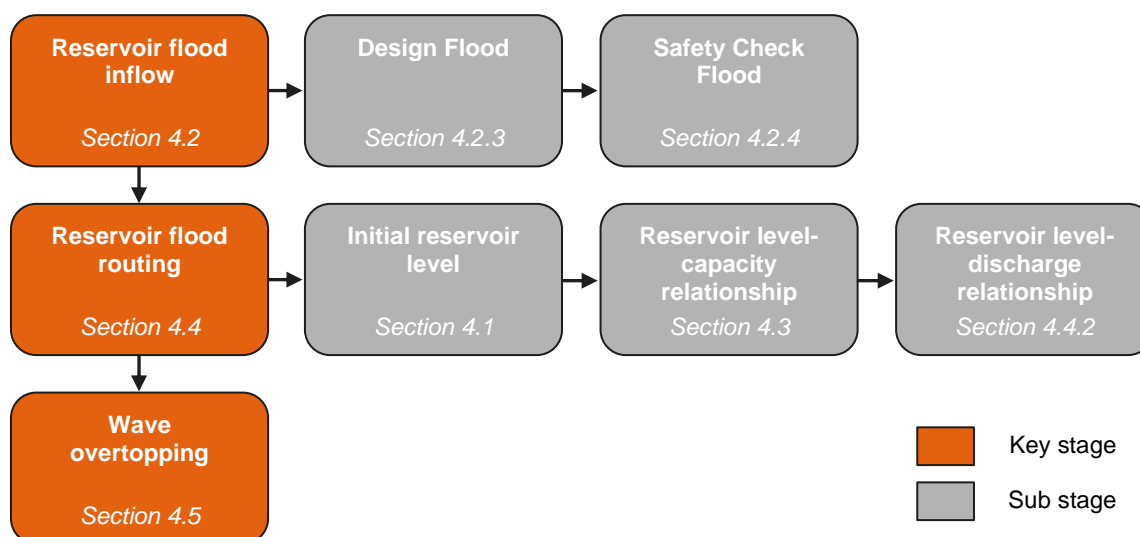 Reservoir flood
inflow
Section 4.2
Design Flood
Section 4.2.3
Safety Check
Flood
Section 4.2.4
Reservoir flood
routing
Section 4.4
Initial reservoir
level
Section 4.1
Reservoir level-
capacity
relationship
Section 4.3
Reservoir level-
discharge
relationship
Section 4.4.2
Wave
overtopping
Section 4.5
Key stage
Sub stage